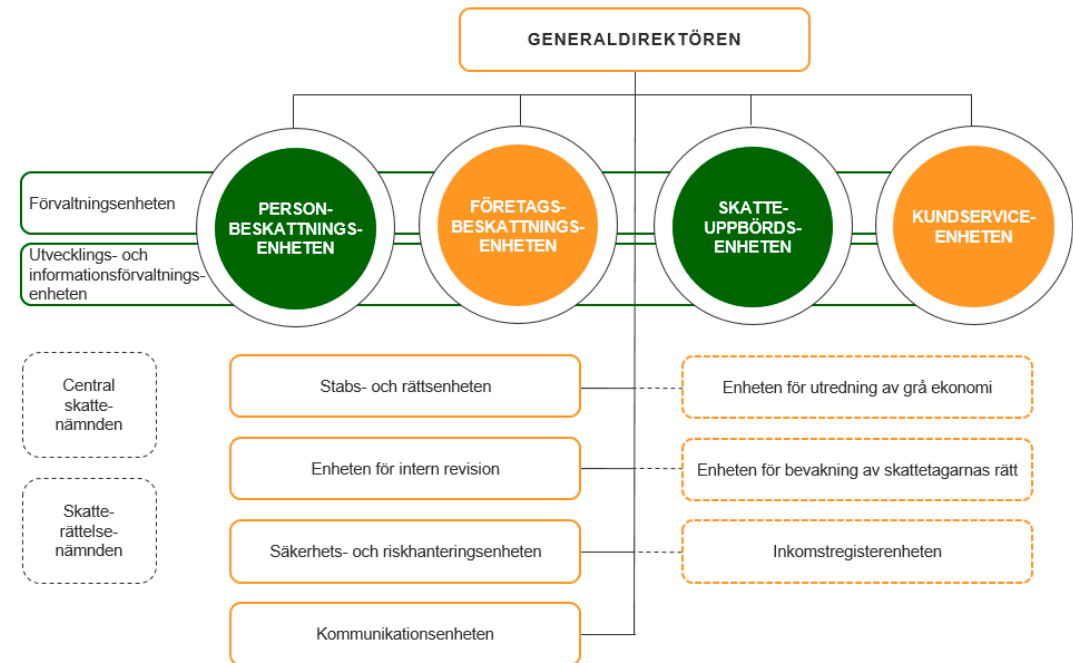 GENERALDIREKTÖREN
Förvaltningsenheten
Utvecklings- och
informationsförvaltnings-
enheten
PERSON-
BESKATTNINGS-
ENHETEN
FÖRETAGS-
BESKATTNINGS-
ENHETEN
SKATTE-
UPPBÖRDS-
ENHETEN
KUNDSERVICE-
ENHETEN
Central
skatte-
nämnden
Skatte-
rättelse-
nämnden
Stabs- och rättsenheten
Enheten för intern revision
Säkerhets- och riskhanteringsenheten
Kommunikationsenheten
Enheten för utredning av grå ekonomi
Enheten för bevakning av skattetagarnas rätt
Inkomstregisterenheten